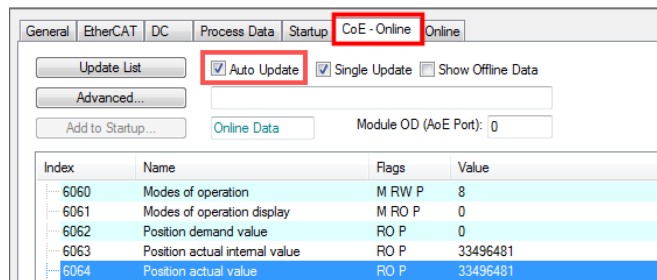 General EtherCAT DC Process Data Startup CoE - Online Online
Update List Auto Update Single Update Show Offline Data
Advanced...
Add to Startup... Online Data Module OD (AoE Port): 0
Index Name Flags Value
6060 Modes of operation M RW P 8
6061 Modes of operation display M RO P 0
6062 Position demand value RO P 0
6063 Position actual internal value RO P 33496481
6064 Position actual value RO P 33496481